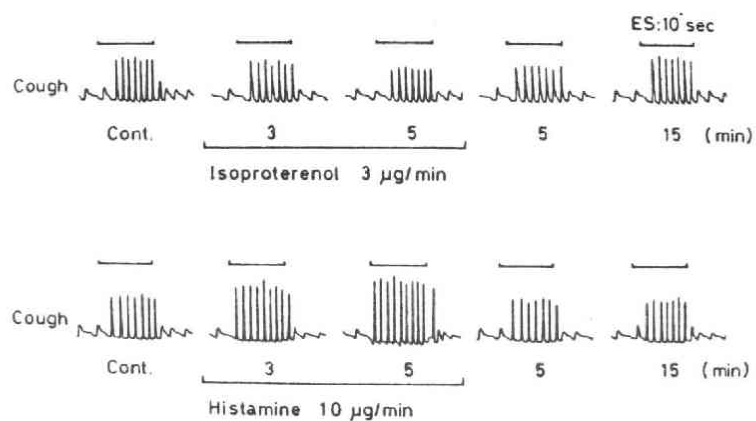 ES:10 sec
Cough
Cont. 3 5 5 15 (min)
Isoproterenol 3 µg/min
Cough
Cont. 3 5 5 15 (min)
Histamine 10 µg/min